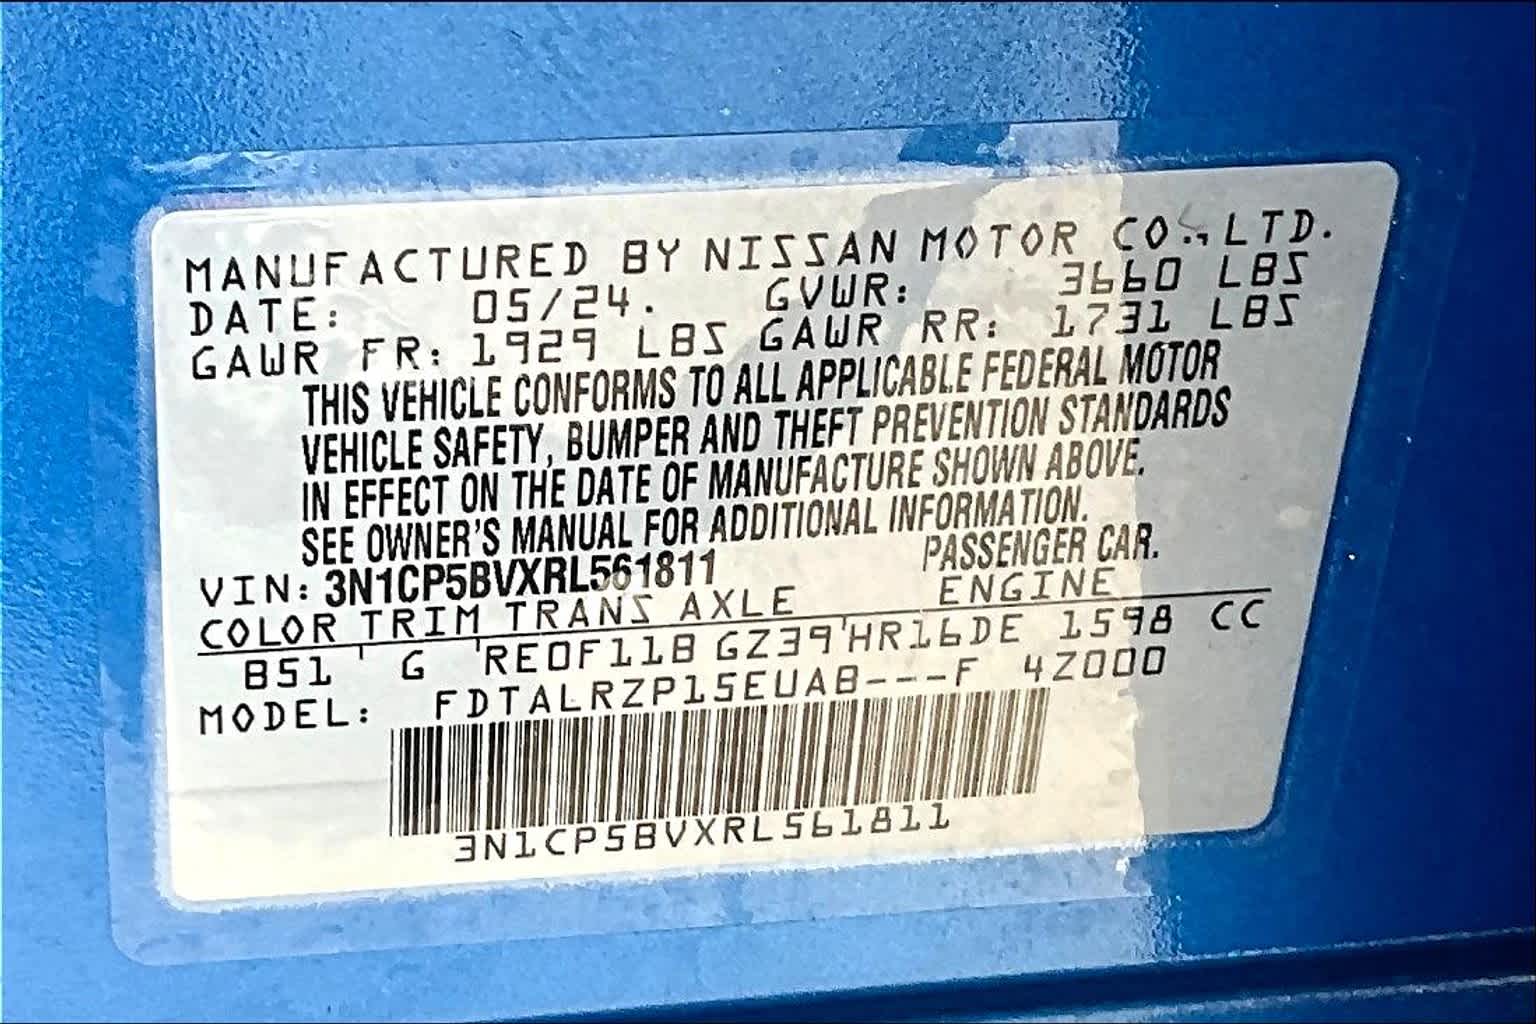 MANUFACTURED BY NISSAN MOTOR CO., LTD.
DATE: 05/24. GVWR: 3660 LBS
GAWR FR: 1929 LBS GAWR RR: 1731 LBS
THIS VEHICLE CONFORMS TO ALL APPLICABLE FEDERAL MOTOR
VEHICLE SAFETY, BUMPER AND THEFT PREVENTION STANDARDS
IN EFFECT ON THE DATE OF MANUFACTURE SHOWN ABOVE.
SEE OWNER'S MANUAL FOR ADDITIONAL INFORMATION.
VIN: 3N1CP5BVXRL561811 PASSENGER CAR.
COLOR TRIM TRANS AXLE ENGINE
B51 G RE0F11B GZ39 HR16DE 1598 CC
MODEL: FDTALRZP15EUAB---F 4Z000
3N1CP5BVXRL561811